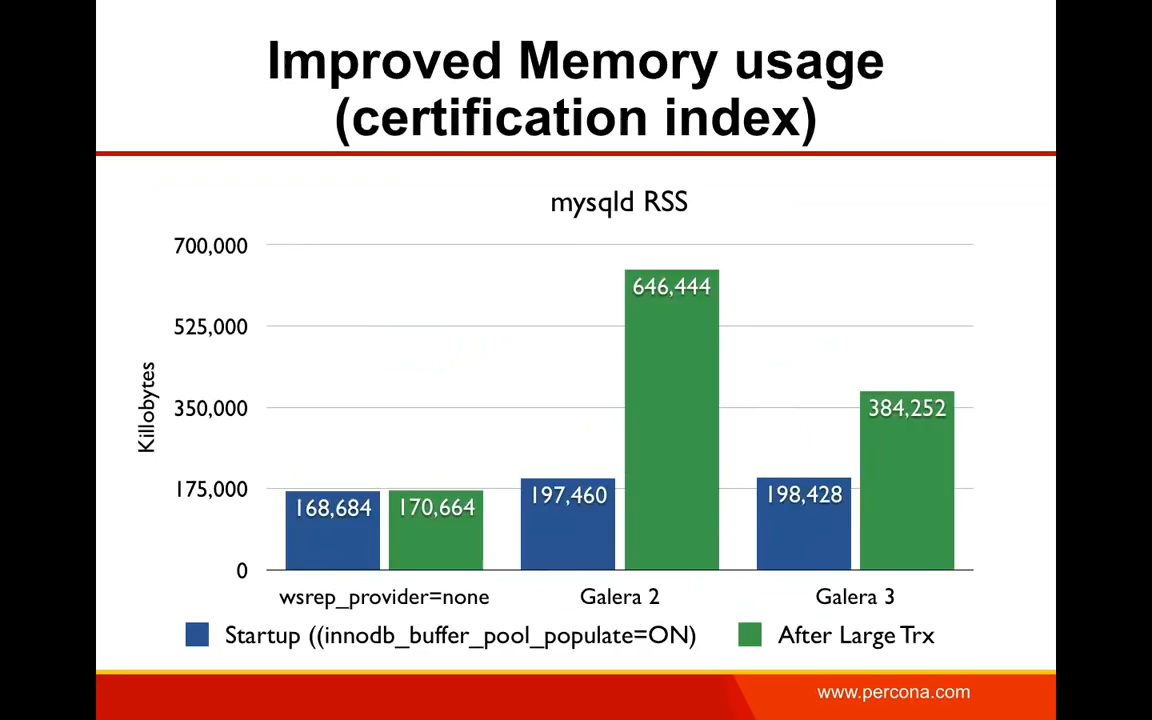 Improved Memory usage
(certification index)
mysqld RSS
700,000
525,000
350,000
175,000
0
Killobytes
168,684
170,664
197,460
646,444
198,428
384,252
wsrep_provider=none
Galera 2
Galera 3
Startup ((innodb_buffer_pool_populate=ON)
After Large Trx
www.percona.com